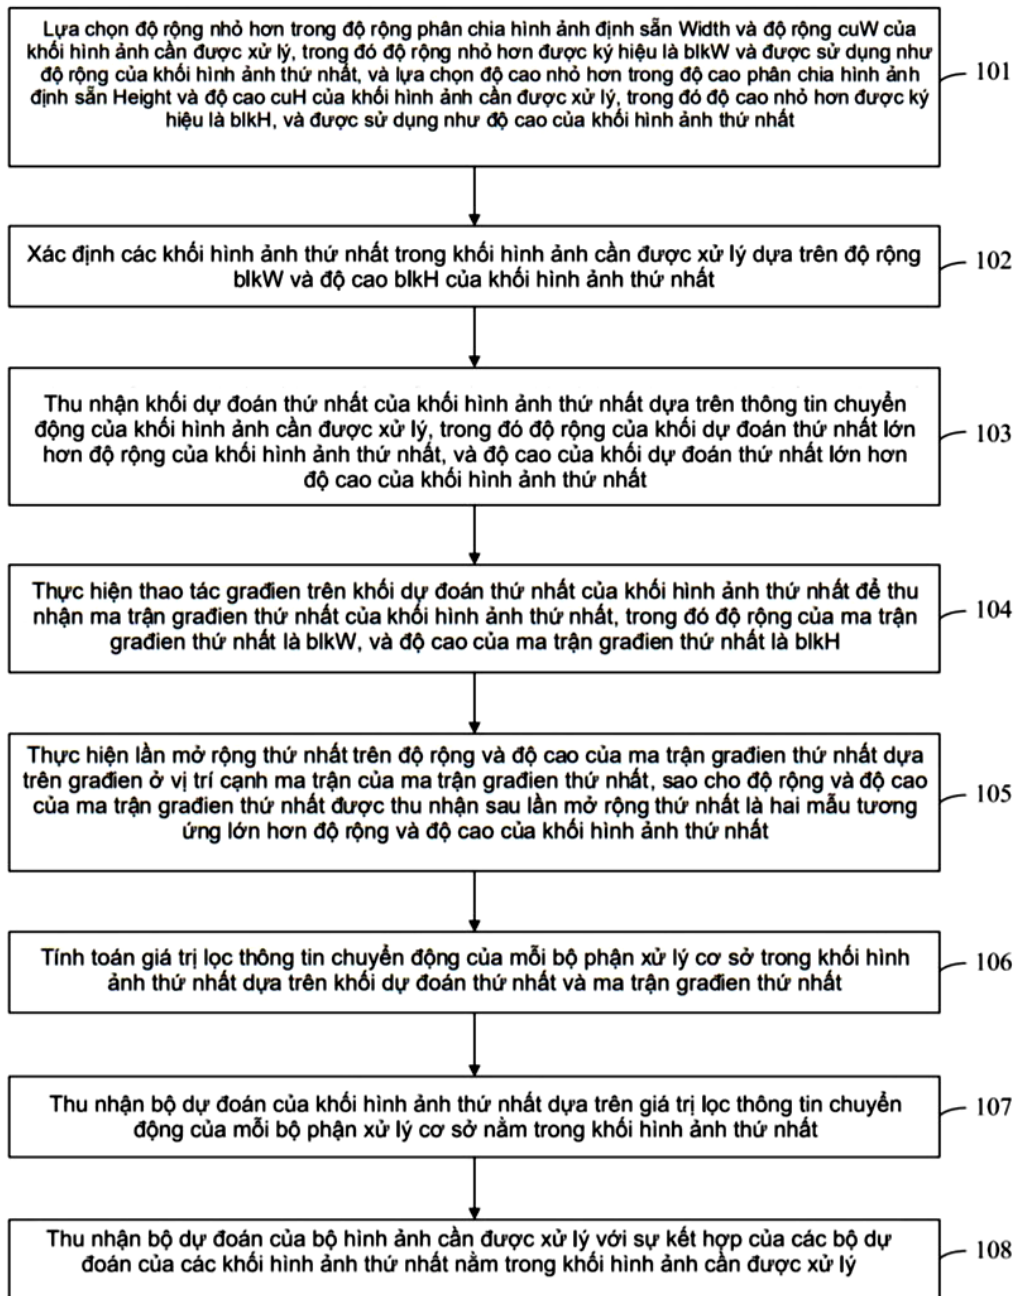 Lựa chọn độ rộng nhỏ hơn trong độ rộng phân chia hình ảnh định sẵn Width và độ rộng cuW của
khối hình ảnh cần được xử lý, trong đó độ rộng nhỏ hơn được ký hiệu là blkW và được sử dụng như
độ rộng của khối hình ảnh thứ nhất, và lựa chọn độ cao nhỏ hơn trong độ cao phân chia hình ảnh
định sẵn Height và độ cao cuH của khối hình ảnh cần được xử lý, trong đó độ cao nhỏ hơn được ký
hiệu là blkH, và được sử dụng như độ cao của khối hình ảnh thứ nhất
101
Xác định các khối hình ảnh thứ nhất trong khối hình ảnh cần được xử lý dựa trên độ rộng
blkW và độ cao blkH của khối hình ảnh thứ nhất
102
Thu nhận khối dự đoán thứ nhất của khối hình ảnh thứ nhất dựa trên thông tin chuyển
động của khối hình ảnh cần được xử lý, trong đó độ rộng của khối dự đoán thứ nhất lớn
hơn độ rộng của khối hình ảnh thứ nhất, và độ cao của khối dự đoán thứ nhất lớn hơn
độ cao của khối hình ảnh thứ nhất
103
Thực hiện thao tác građien trên khối dự đoán thứ nhất của khối hình ảnh thứ nhất để thu
nhận ma trận građien thứ nhất của khối hình ảnh thứ nhất, trong đó độ rộng của ma trận
građien thứ nhất là blkW, và độ cao của ma trận građien thứ nhất là blkH
104
Thực hiện lần mở rộng thứ nhất trên độ rộng và độ cao của ma trận građien thứ nhất dựa
trên građien ở vị trí cạnh ma trận của ma trận građien thứ nhất, sao cho độ rộng và độ cao
của ma trận građien thứ nhất được thu nhận sau lần mở rộng thứ nhất là hai mẫu tương
ứng lớn hơn độ rộng và độ cao của khối hình ảnh thứ nhất
105
Tính toán giá trị lọc thông tin chuyển động của mỗi bộ phận xử lý cơ sở trong khối hình
ảnh thứ nhất dựa trên khối dự đoán thứ nhất và ma trận građien thứ nhất
106
Thu nhận bộ dự đoán của khối hình ảnh thứ nhất dựa trên giá trị lọc thông tin chuyển
động của mỗi bộ phận xử lý cơ sở nằm trong khối hình ảnh thứ nhất
107
Thu nhận bộ dự đoán của bộ hình ảnh cần được xử lý với sự kết hợp của các bộ dự
đoán của các khối hình ảnh thứ nhất nằm trong khối hình ảnh cần được xử lý
108